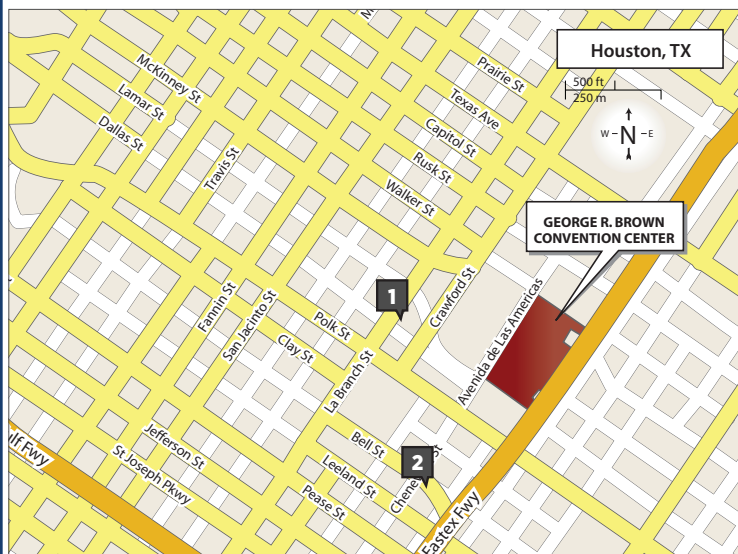 Houston, TX
500 ft
250 m
W
N
E
McKinney St
Lamar St
Dallas St
Travis St
Prairie St
Texas Ave
Capitol St
Rusk St
Walker St
GEORGE R. BROWN
CONVENTION CENTER
1
Crawford St
Avenida de Las Americas
Fannin St
San Jacinto St
Polk St
Clay St
La Branch St
Jefferson St
St Joseph Pkwy
Bell St
Leeland St
Pease St
2
Eastex Fwy
lf Fwy